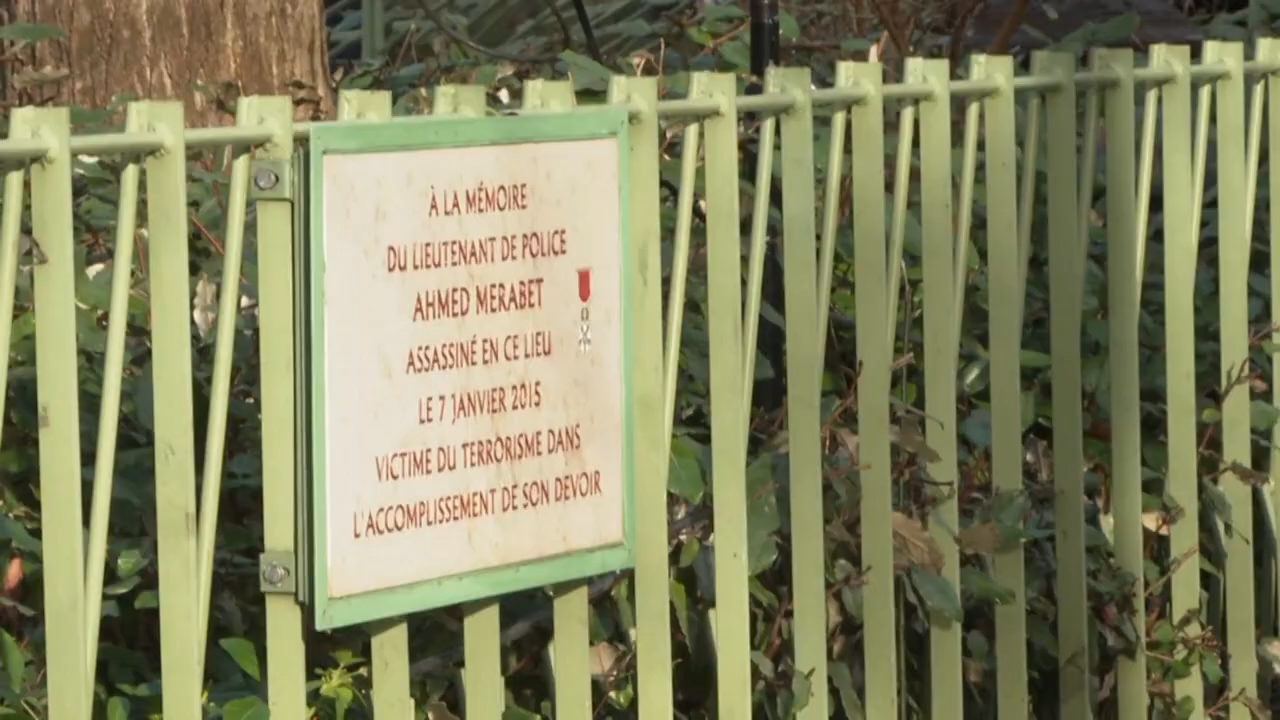 À LA MÉMOIRE
DU LIEUTENANT DE POLICE
AHMED MERABET
ASSASSINÉ EN CE LIEU
LE 7 JANVIER 2015
VICTIME DU TERRORISME DANS
L'ACCOMPLISSEMENT DE SON DEVOIR